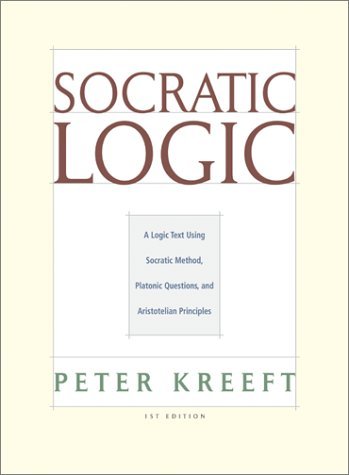 SOCRATIC
LOGIC
A Logic Text Using
Socratic Method,
Platonic Questions, and
Aristotelian Principles
PETER KREEFT
1ST EDITION